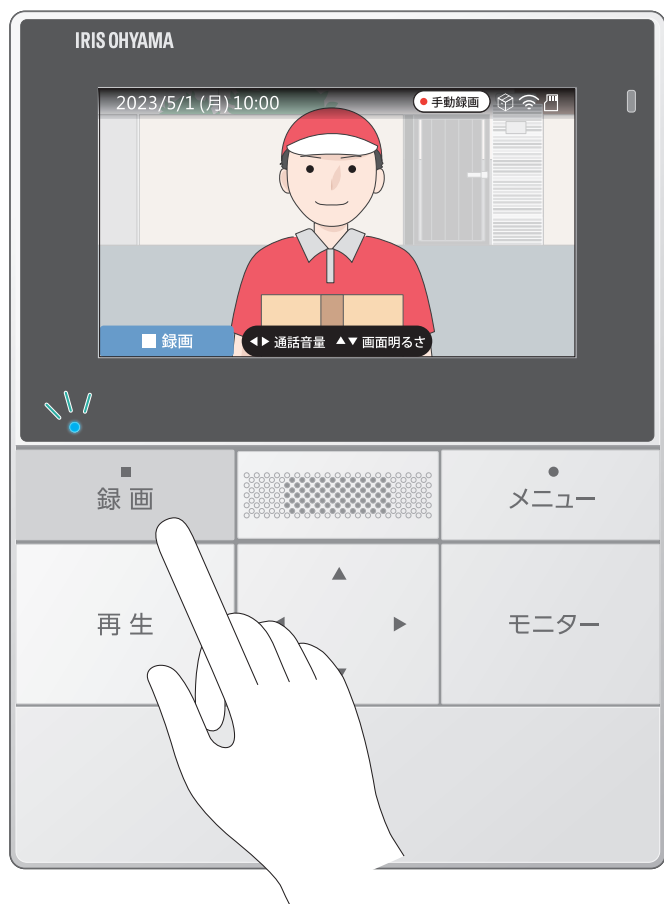 IRIS OHYAMA
2023/5/1 (月) 10:00 ●手動録画
■ 録画 ◀▶ 通話音量 ▲▼ 画面明るさ
■ ●
録画 メニュー
▲
再生 ◀ ▶ モニター
▼